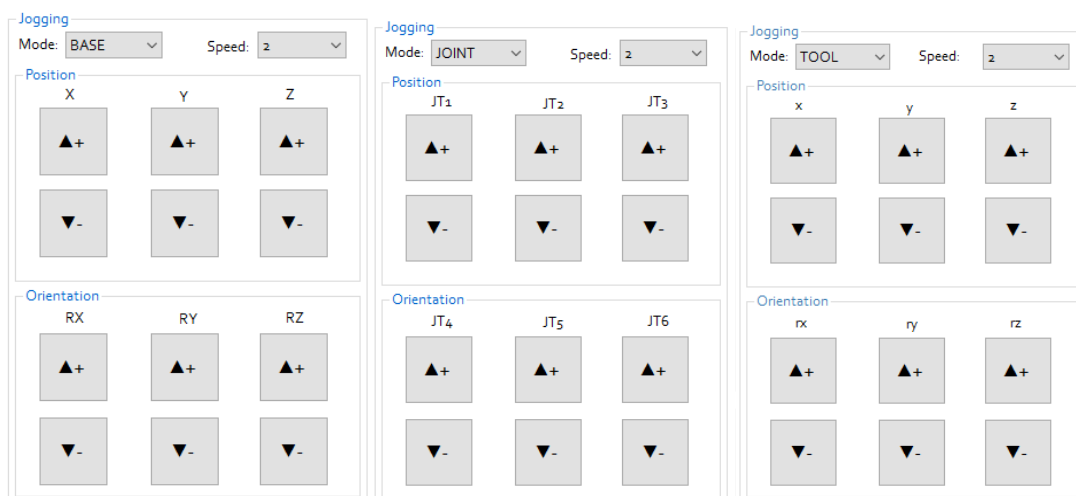 Jogging
Mode: BASE Speed: 2
Position
X Y Z
▲+ ▲+ ▲+
▼- ▼- ▼-
Orientation
RX RY RZ
▲+ ▲+ ▲+
▼- ▼- ▼-
Jogging
Mode: JOINT Speed: 2
Position
JT1 JT2 JT3
▲+ ▲+ ▲+
▼- ▼- ▼-
Orientation
JT4 JT5 JT6
▲+ ▲+ ▲+
▼- ▼- ▼-
Jogging
Mode: TOOL Speed: 2
Position
x y z
▲+ ▲+ ▲+
▼- ▼- ▼-
Orientation
rx ry rz
▲+ ▲+ ▲+
▼- ▼- ▼-